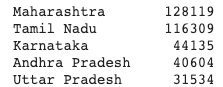 Maharashtra 128119
Tamil Nadu 116309
Karnataka 44135
Andhra Pradesh 40604
Uttar Pradesh 31534